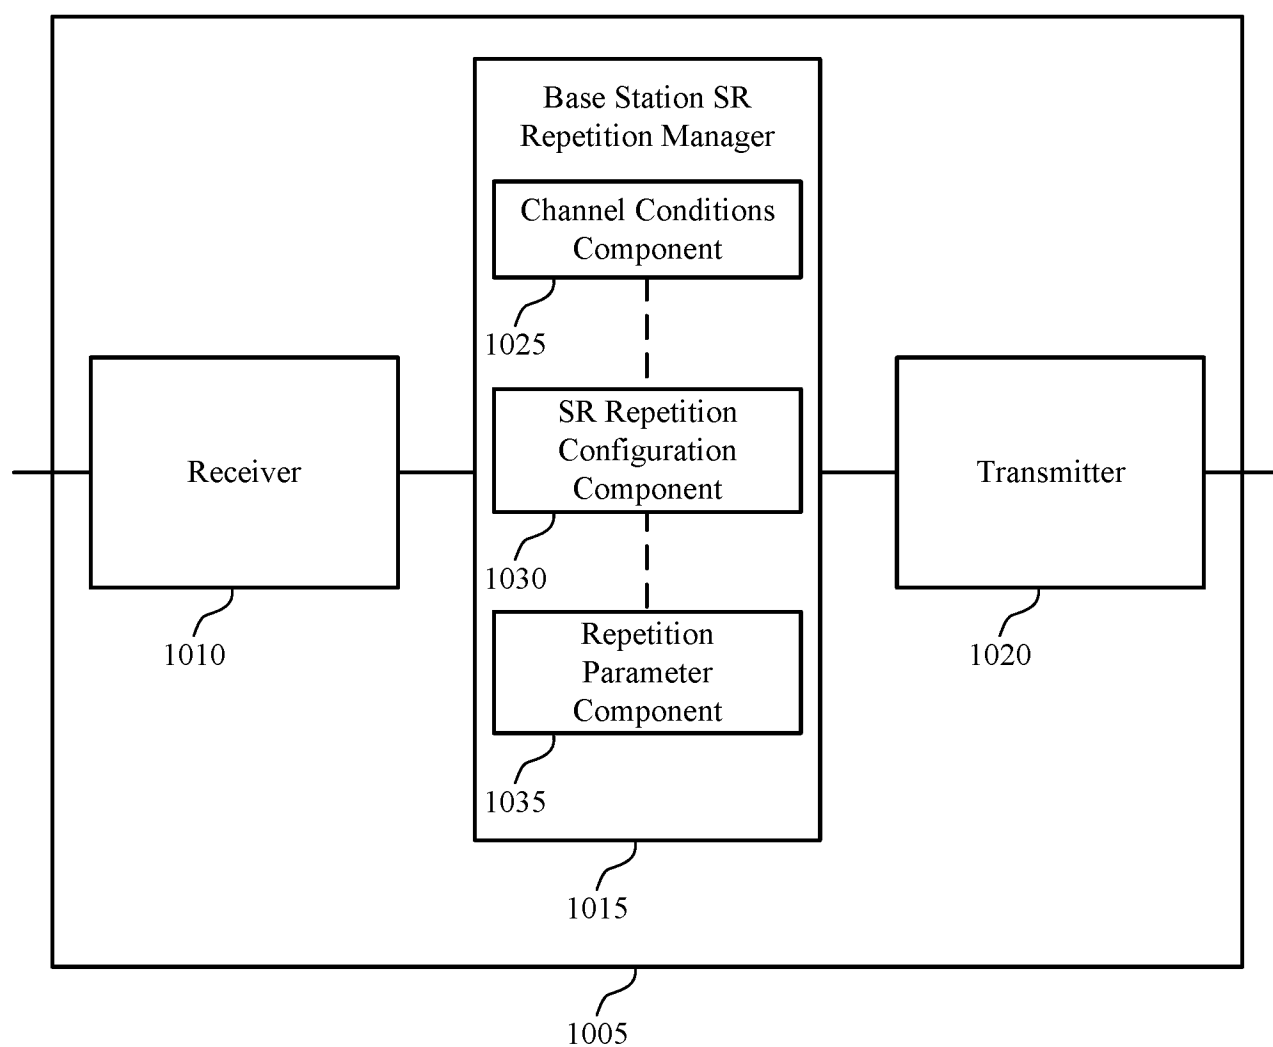 Base Station SR
Repetition Manager
Channel Conditions
Component
1025
SR Repetition
Configuration
Component
1030
Repetition
Parameter
Component
1035
1015
Receiver
1010
Transmitter
1020
1005